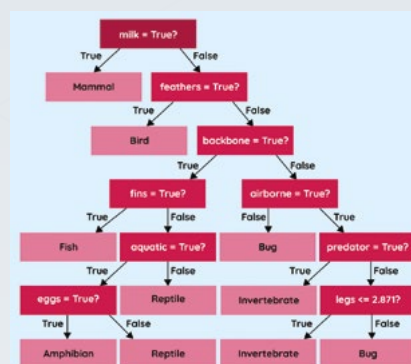 milk = True?
True
False
Mammal
feathers = True?
True
False
Bird
backbone = True?
True
False
fins = True?
airborne = True?
True
False
False
True
Fish
aquatic = True?
Bug
predator = True?
True
False
True
False
eggs = True?
Reptile
Invertebrate
legs <= 2.871?
True
False
True
False
Amphibian
Reptile
Invertebrate
Bug